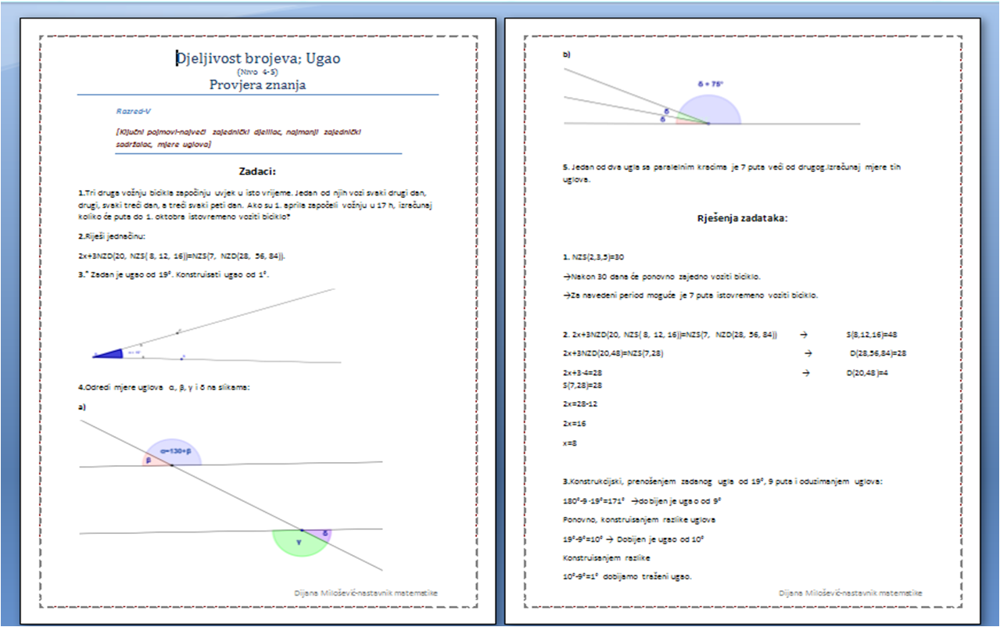 Djeljivost brojeva; Ugao
(Nivo 4-5)
Provjera znanja
Razred-V
[Ključni pojmovi-najveći zajednički djelilac, najmanji zajednički
sadržalac, mjere uglova]
Zadaci:
1.Tri druga vožnju bicikla započinju uvjek u isto vrijeme. Jedan od njih vozi svaki drugi dan,
drugi, svaki treći dan, a treći svaki peti dan. Ako su 1. aprila započeli vožnju u 17 h, izračunaj
koliko će puta do 1. oktobra istovremeno voziti biciklo?
2.Riješi jednačinu:
2x+3NZD(20, NZS( 8, 12, 16))=NZS(7, NZD(28, 56, 84)).
3.* Zadan je ugao od 19°. Konstruisati ugao od 1°.
4.Odredi mjere uglova α, β, γ i δ na slikama:
a)
α=130+β
β
δ
γ
Dijana Milošević-nastavnik matematike
b)
δ + 75°
δ
δ
5. Jedan od dva ugla sa paralelnim kracima je 7 puta veći od drugog.Izračunaj mjere tih
uglova.
Rješenja zadataka:
1. NZS(2,3,5)=30
→Nakon 30 dana će ponovno zajedno voziti biciklo.
→Za navedeni period moguće je 7 puta istovremeno voziti biciklo.
2. 2x+3NZD(20, NZS( 8, 12, 16))=NZS(7, NZD(28, 56, 84)) → S(8,12,16)=48
2x+3NZD(20,48)=NZS(7,28) → D(28,56,84)=28
2x+3·4=28 → D(20,48)=4
S(7,28)=28
2x=28-12
2x=16
x=8
3.Konstrukcijski, prenošenjem zadanog ugla od 19°, 9 puta i oduzimanjem uglova:
180°-9·19°=171° →dobijen je ugao od 9°
Ponovno, konstruisanjem razlike uglova
19°-9°=10° → Dobijen je ugao od 10°
Konstruisanjem razlike
10°-9°=1° dobijamo traženi ugao.
Dijana Milošević-nastavnik matematike